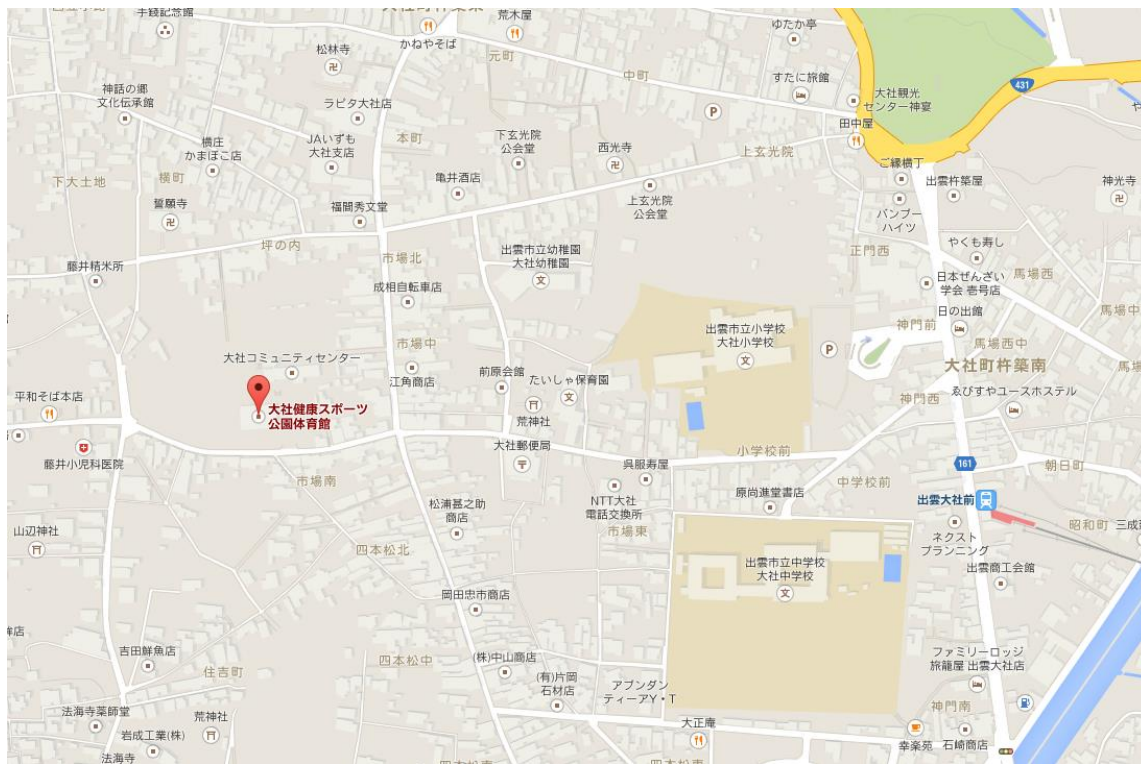 手錢記念館
荒木屋
ゆたか亭
かねやそば
元町
松林寺
中町
すたに旅館
431
神話の郷
文化伝承館
ラピタ大社店
大社観光
センター神宴
P
田中屋
横庄
かまぼこ店
JAいずも
大社支店
本町
下玄光院
公会堂
西光寺
上玄光院
ご縁横丁
下大土地
横町
亀井酒店
出雲杵築屋
神光寺
誓願寺
福間秀文堂
上玄光院
公会堂
バンブー
ハイツ
坪の内
市場北
出雲市立幼稚園
大社幼稚園
正門西
やくも寿し
馬場西
藤井精米所
成相自転車店
日本ぜんざい
学会 壱号店
馬場中
日の出館
出雲市立小学校
大社小学校
神門前
馬場西中
市場中
P
大社コミュニティセンター
江角商店
前原会館
たいしゃ保育園
大社町杵築南
神門西
ゑびすやユースホステル
平和そば本店
大社健康スポーツ
公園体育館
荒神社
大社郵便局
小学校前
藤井小児科医院
呉服寿屋
161
朝日町
市場南
中学校前
原尚進堂書店
出雲大社前
松浦甚之助
商店
NTT大社
電話交換所
市場東
ネクスト
プランニング
昭和町
山辺神社
四本松北
出雲市立中学校
大社中学校
出雲商工会館
岡田忠市商店
吉田鮮魚店
住吉町
四本松中
(株)中山商店
(有)片岡
石材店
アブンダン
ティーアY・T
ファミリーロッジ
旅籠屋 出雲大社店
神門南
法海寺薬師堂
荒神社
岩成工業(株)
大正庵
幸楽苑
石崎商店
法海寺